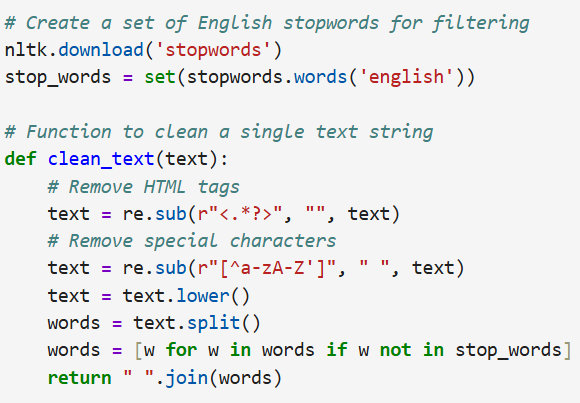 # Create a set of English stopwords for filtering
nltk.download('stopwords')
stop_words = set(stopwords.words('english'))

# Function to clean a single text string
def clean_text(text):
    # Remove HTML tags
    text = re.sub(r"<.*?>", "", text)
    # Remove special characters
    text = re.sub(r"[^a-zA-Z']", " ", text)
    text = text.lower()
    words = text.split()
    words = [w for w in words if w not in stop_words]
    return " ".join(words)